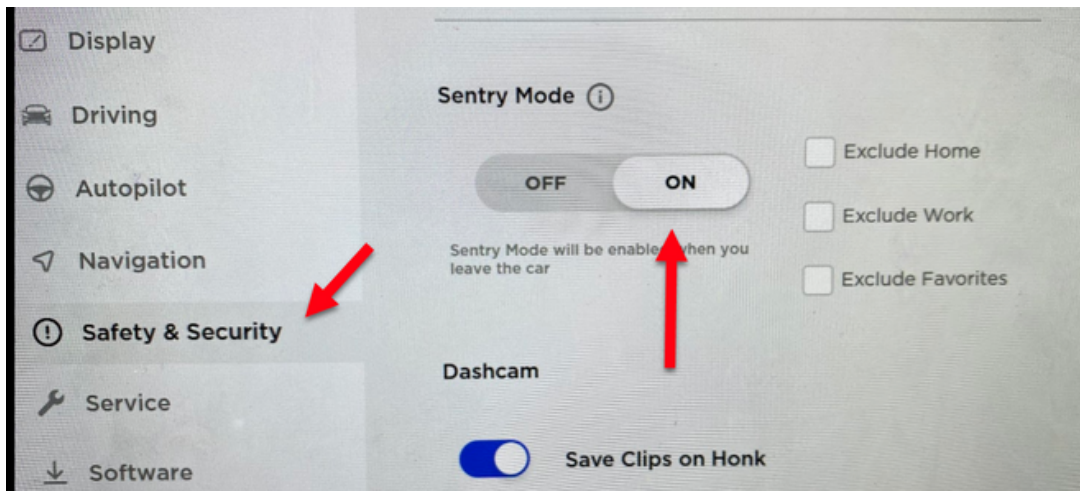 Display
Driving
Autopilot
Navigation
Safety & Security
Service
Software
Sentry Mode
OFF
ON
Sentry Mode will be enabled when you
leave the car
Exclude Home
Exclude Work
Exclude Favorites
Dashcam
Save Clips on Honk